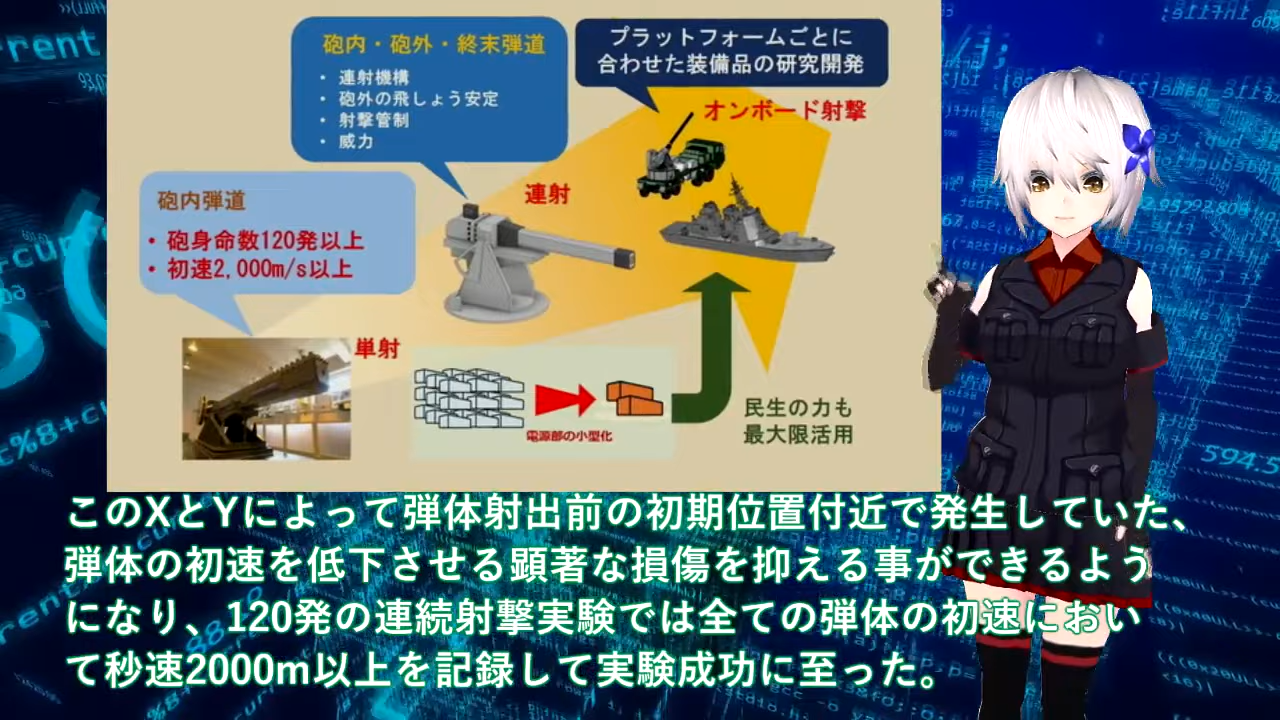 砲内・砲外・終末弾道
・ 連射機構
・ 砲外の飛しょう安定
・ 射撃管制
・ 威力
プラットフォームごとに
合わせた装備品の研究開発
オンボード射撃
連射
砲内弾道
・ 砲身命数120発以上
・ 初速2,000m/s以上
単射
電源部の小型化
民生の力も
最大限活用
このXとYによって弾体射出前の初期位置付近で発生していた、
弾体の初速を低下させる顕著な損傷を抑える事ができるよう
になり、120発の連続射撃実験では全ての弾体の初速におい
て秒速2000m以上を記録して実験成功に至った。
rent
594.5